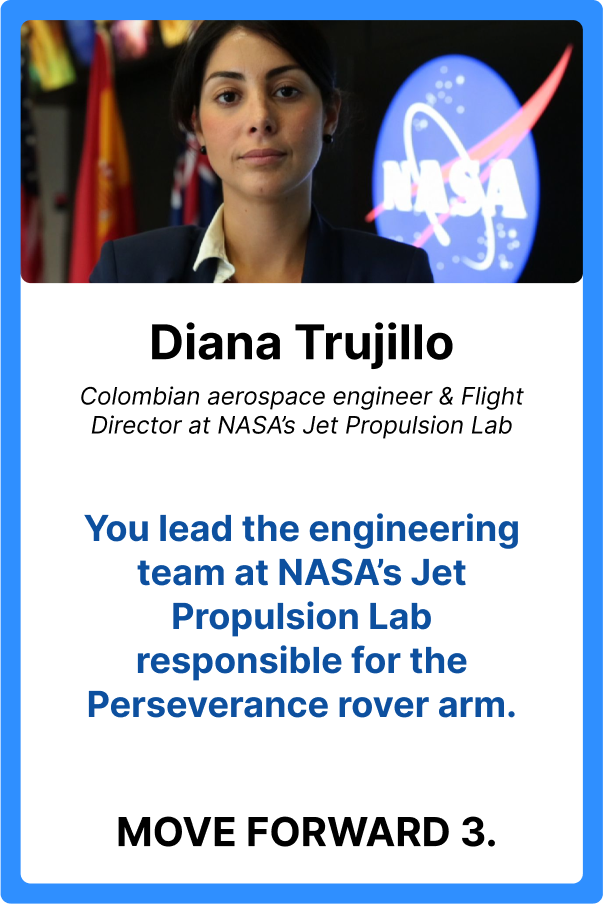 NASA
Diana Trujillo
Colombian aerospace engineer & Flight
Director at NASA’s Jet Propulsion Lab
You lead the engineering
team at NASA’s Jet
Propulsion Lab
responsible for the
Perseverance rover arm.
MOVE FORWARD 3.